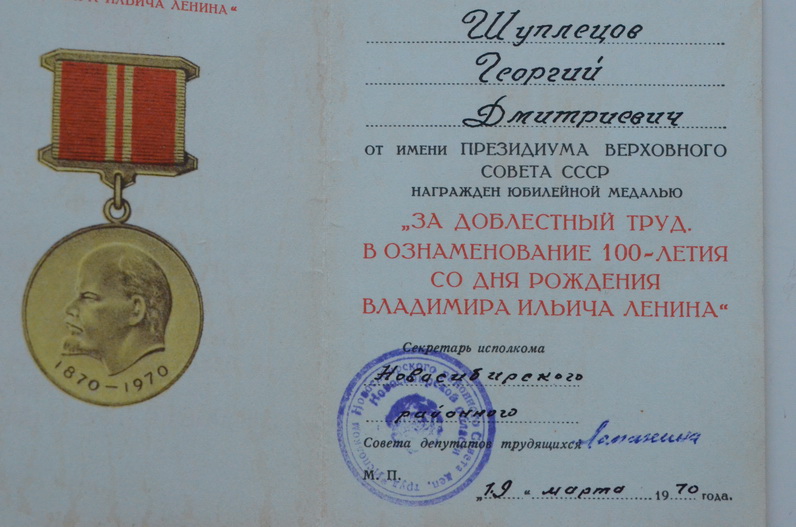 ИЛЬИЧА ЛЕНИНА“
1870–1970
Шуплецов
Георгий
Дмитриевич
ОТ ИМЕНИ ПРЕЗИДИУМА ВЕРХОВНОГО
СОВЕТА СССР
НАГРАЖДЕН ЮБИЛЕЙНОЙ МЕДАЛЬЮ
„ЗА ДОБЛЕСТНЫЙ ТРУД.
В ОЗНАМЕНОВАНИЕ 100-ЛЕТИЯ
СО ДНЯ РОЖДЕНИЯ
ВЛАДИМИРА ИЛЬИЧА ЛЕНИНА“
Секретарь исполкома
Новосибирского
районного
Совета депутатов трудящихся
М. П.
„19“ марта 1970 года.